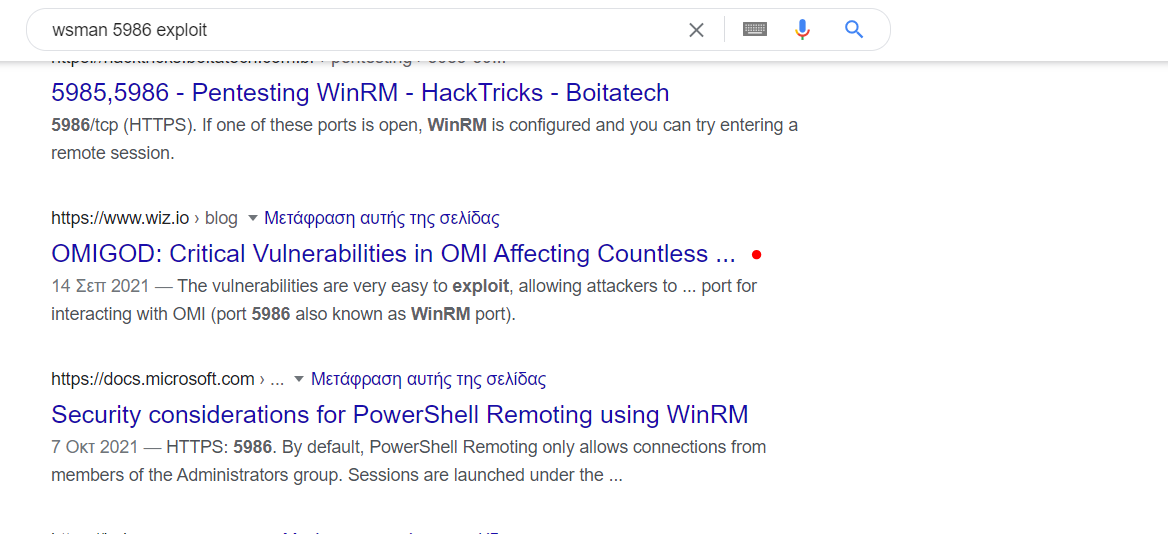 wsman 5986 exploit
5985,5986 - Pentesting WinRM - HackTricks - Boitatech
5986/tcp (HTTPS). If one of these ports is open, WinRM is configured and you can try entering a
remote session.
https://www.wiz.io › blog Μετάφραση αυτής της σελίδας
OMIGOD: Critical Vulnerabilities in OMI Affecting Countless ...
14 Σεπ 2021 — The vulnerabilities are very easy to exploit, allowing attackers to ... port for
interacting with OMI (port 5986 also known as WinRM port).
https://docs.microsoft.com › ... Μετάφραση αυτής της σελίδας
Security considerations for PowerShell Remoting using WinRM
7 Οκτ 2021 — HTTPS: 5986. By default, PowerShell Remoting only allows connections from
members of the Administrators group. Sessions are launched under the ...